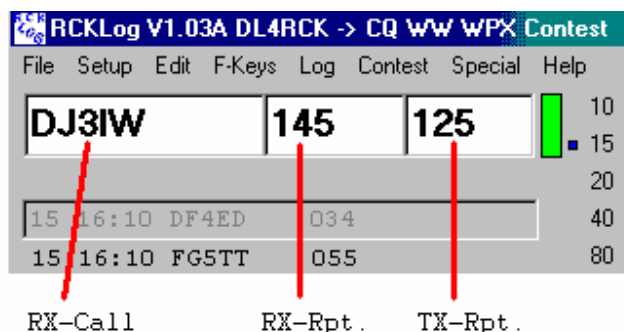 RCK LOG RCKLog V1.03A DL4RCK -> CQ WW WPX Contest
File Setup Edit F-Keys Log Contest Special Help
DJ3IW 145 125
10
15
20
15 16:10 DF4ED 034 40
15 16:10 FG5TT 055 80
RX-Call RX-Rpt. TX-Rpt.